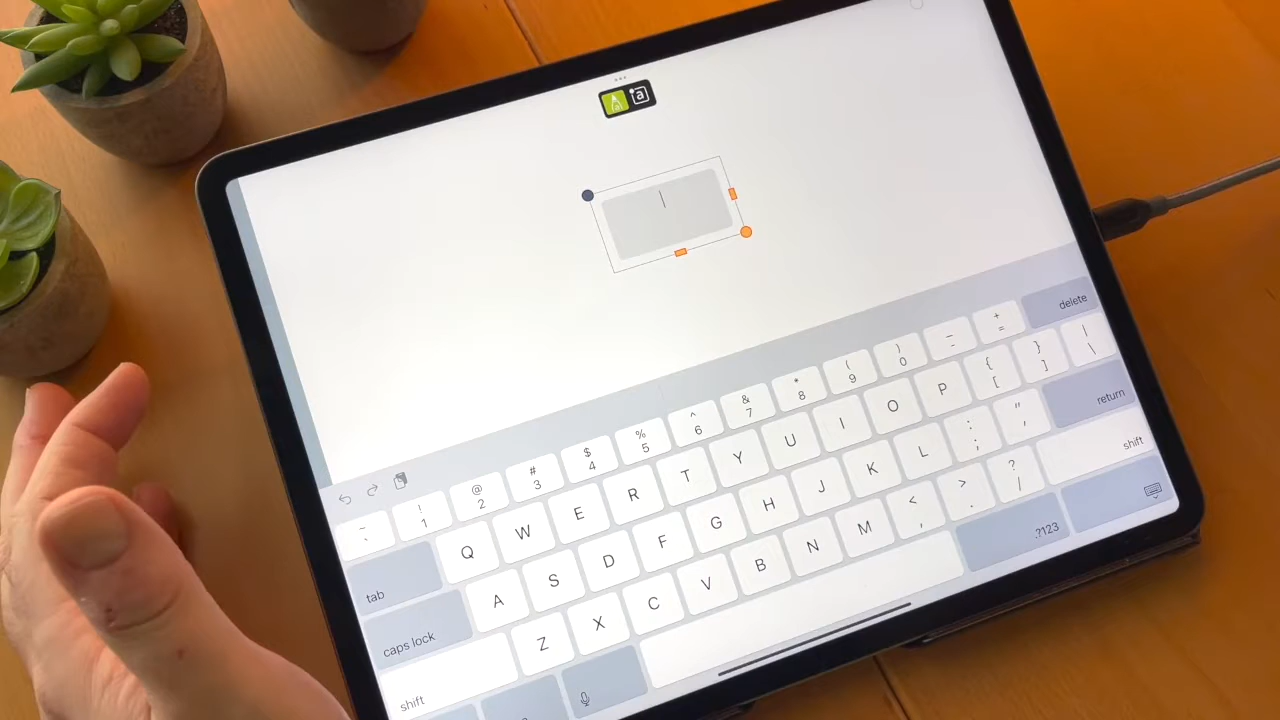 a
delete
~ ! @ # $ % ^ & * ( ) _ +
` 1 2 3 4 5 6 7 8 9 0 - =
tab Q W E R T Y U I O P { } |
[ ] \
caps lock A S D F G H J K L : " return
; '
shift Z X C V B N M < > ? shift
, . /
.?123